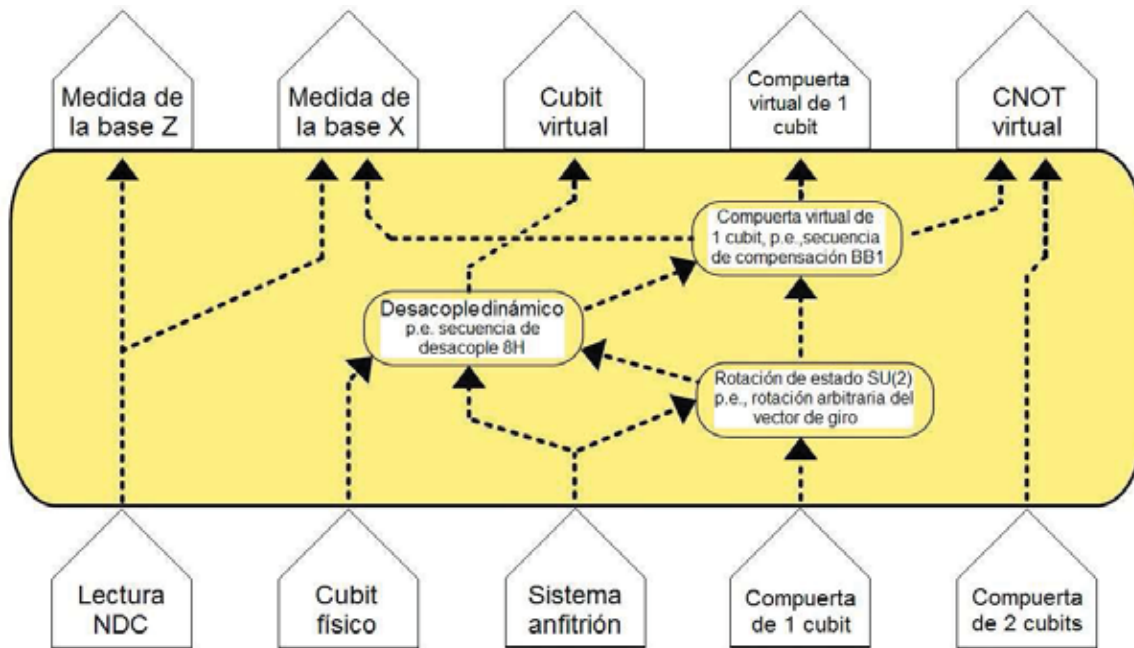 Medida de
la base Z
Medida de
la base X
Cubit
virtual
Compuerta
virtual de 1
cubit
CNOT
virtual
Compuerta virtual de
1 cubit, p.e.,secuencia
de compensación BB1
Desacople dinámico
p.e. secuencia de
desacople 8H
Rotación de estado SU(2)
p.e., rotación arbitraria del
vector de giro
Lectura
NDC
Cubit
físico
Sistema
anfitrión
Compuerta
de 1 cubit
Compuerta
de 2 cubits